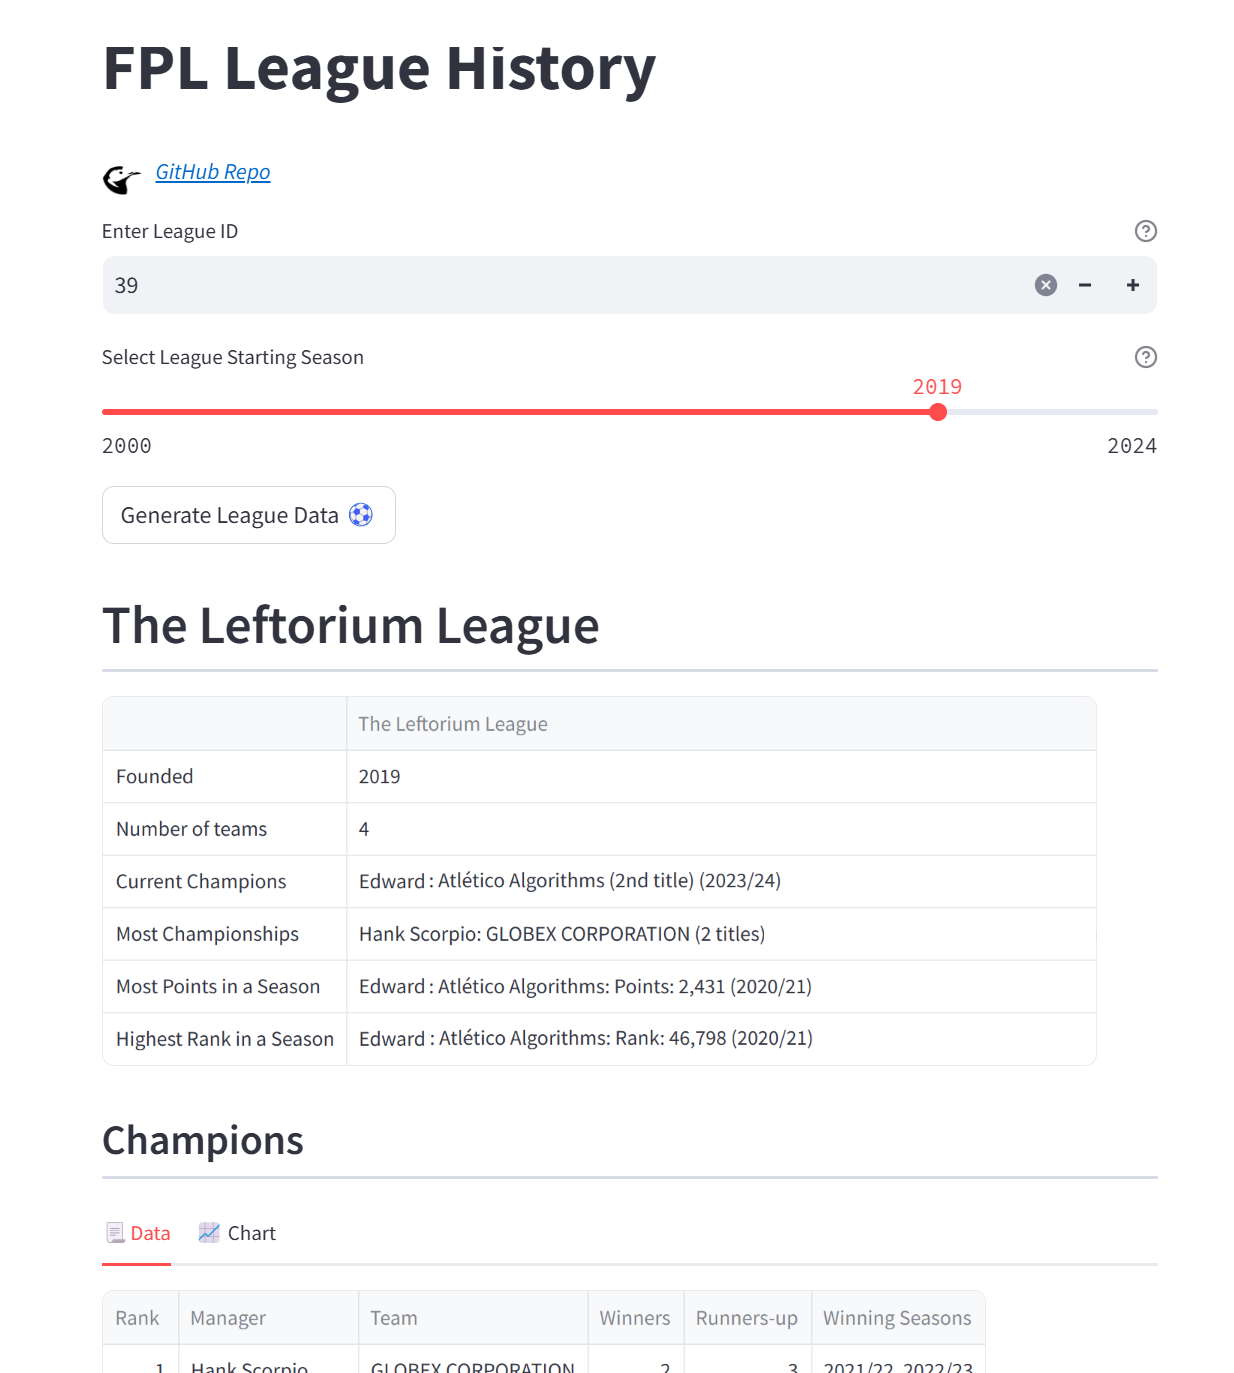 FPL League History
GitHub Repo
Enter League ID
39
Select League Starting Season
2019
2000 2024
Generate League Data
The Leftorium League
The Leftorium League
Founded 2019
Number of teams 4
Current Champions Edward : Atlético Algorithms (2nd title) (2023/24)
Most Championships Hank Scorpio: GLOBEX CORPORATION (2 titles)
Most Points in a Season Edward : Atlético Algorithms: Points: 2,431 (2020/21)
Highest Rank in a Season Edward : Atlético Algorithms: Rank: 46,798 (2020/21)
Champions
Data Chart
Rank Manager Team Winners Runners-up Winning Seasons
1 Hank Scorpio GLOBEX CORPORATION 2 3 2021/22, 2022/23